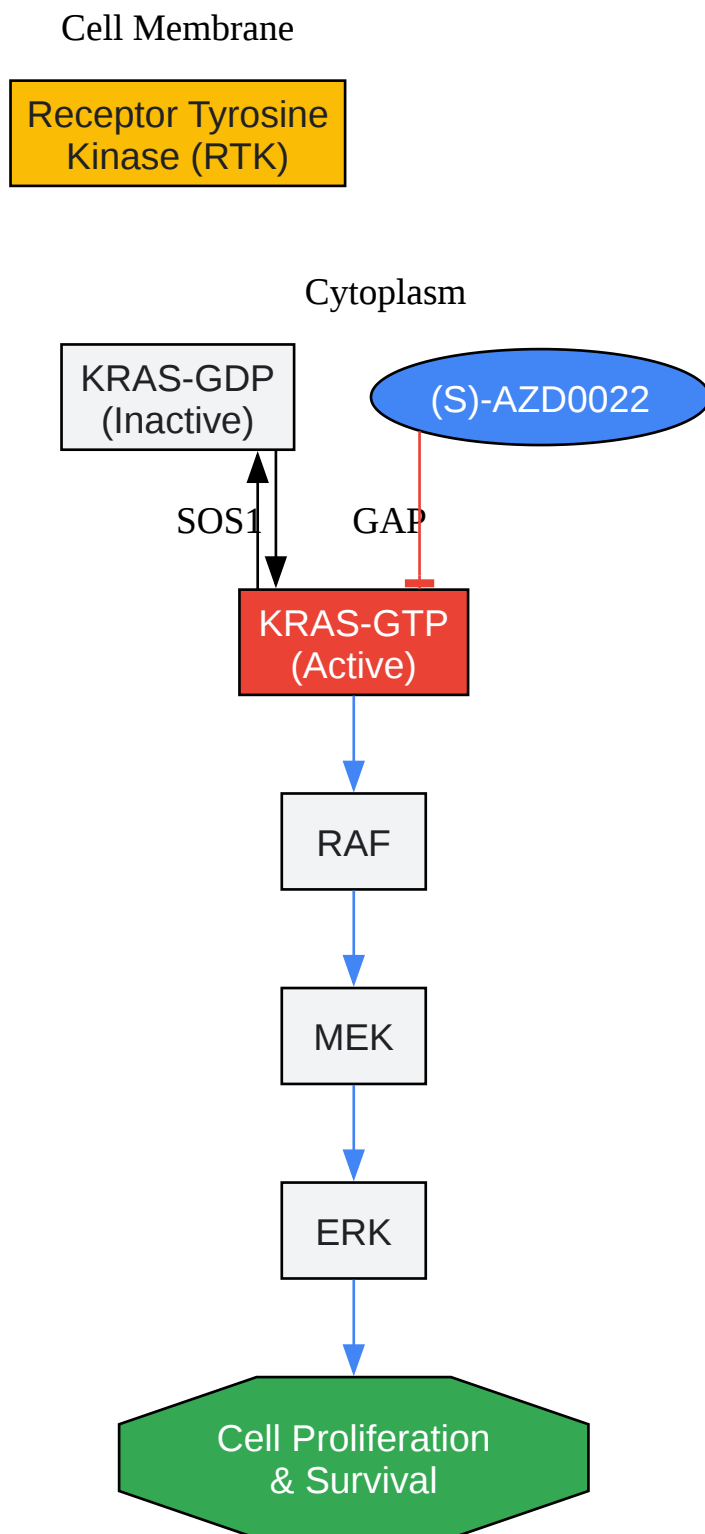 Cell Membrane
Receptor Tyrosine
Kinase (RTK)
Cytoplasm
KRAS-GDP
(Inactive)
(S)-AZD0022
SOS1
GAP
KRAS-GTP
(Active)
RAF
MEK
ERK
Cell Proliferation
& Survival